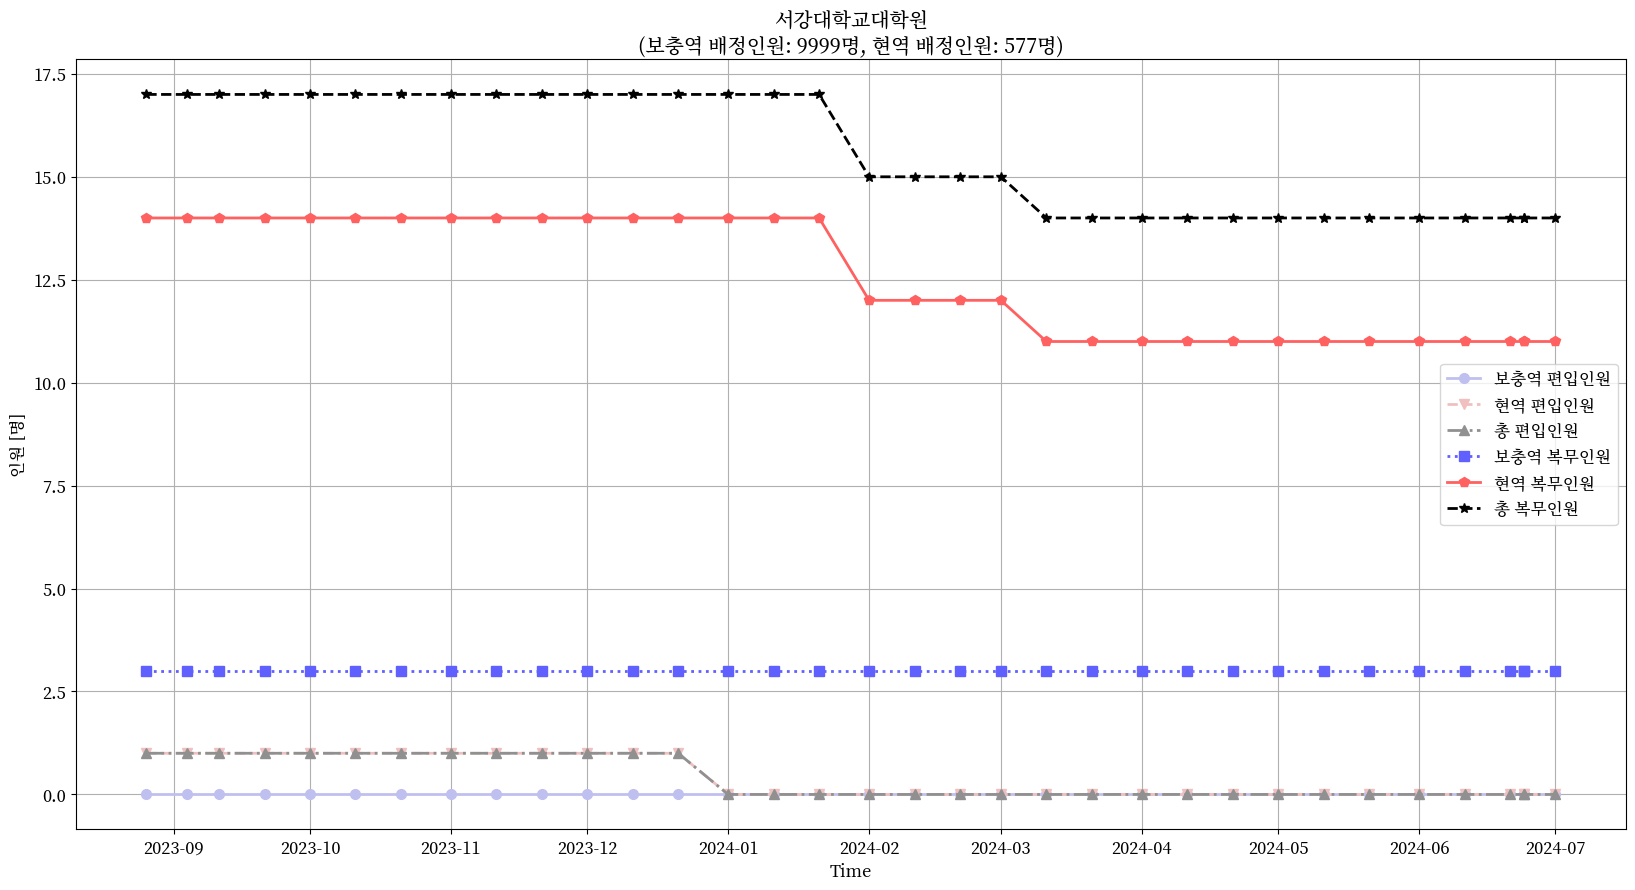 서강대학교대학원
(보충역 배정인원: 9999명, 현역 배정인원: 577명)
17.5
15.0
12.5
10.0
7.5
5.0
2.5
0.0
인원 [명]
보충역 편입인원
현역 편입인원
총 편입인원
보충역 복무인원
현역 복무인원
총 복무인원
2023-09
2023-10
2023-11
2023-12
2024-01
2024-02
2024-03
2024-04
2024-05
2024-06
2024-07
Time